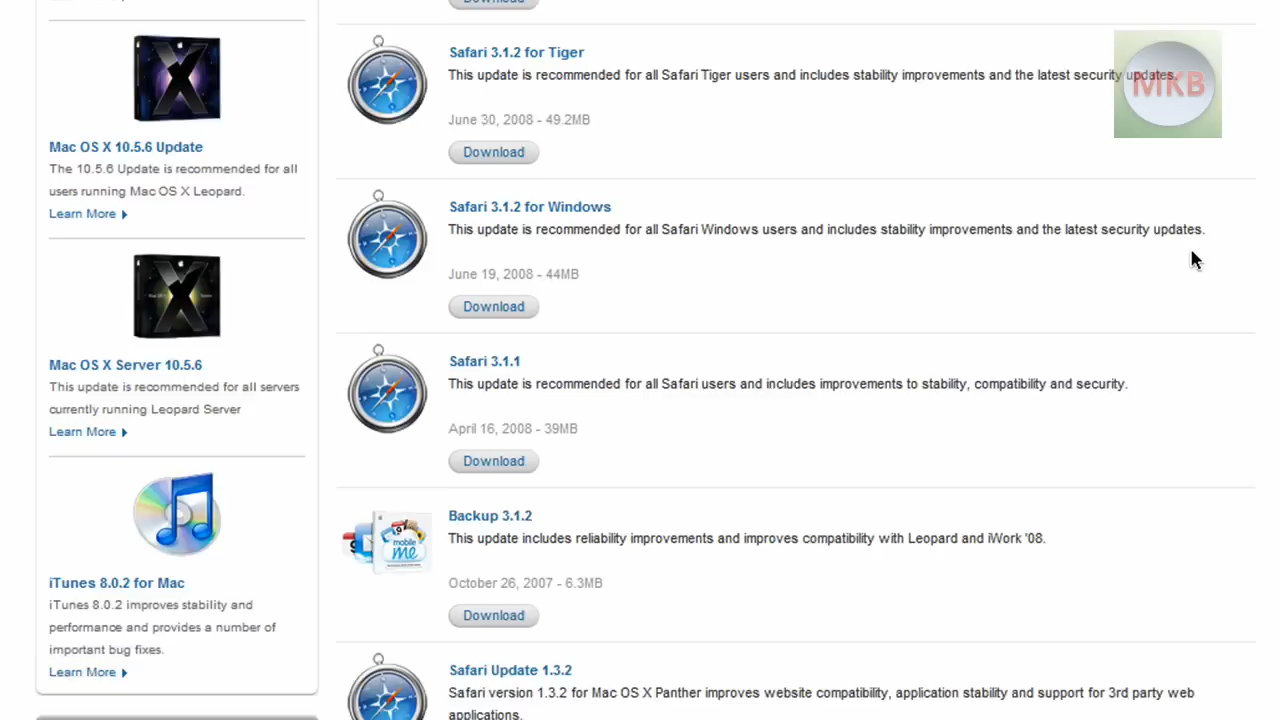 Download
Mac OS X 10.5.6 Update
The 10.5.6 Update is recommended for all
users running Mac OS X Leopard.
Learn More
Mac OS X Server 10.5.6
This update is recommended for all servers
currently running Leopard Server
Learn More
iTunes 8.0.2 for Mac
iTunes 8.0.2 improves stability and
performance and provides a number of
important bug fixes.
Learn More
Safari 3.1.2 for Tiger
This update is recommended for all Safari Tiger users and includes stability improvements and the latest security updates.
June 30, 2008 - 49.2MB
Download
MKB
Safari 3.1.2 for Windows
This update is recommended for all Safari Windows users and includes stability improvements and the latest security updates.
June 19, 2008 - 44MB
Download
Safari 3.1.1
This update is recommended for all Safari users and includes improvements to stability, compatibility and security.
April 16, 2008 - 39MB
Download
Backup 3.1.2
This update includes reliability improvements and improves compatibility with Leopard and iWork '08.
October 26, 2007 - 6.3MB
Download
mobile
me
Safari Update 1.3.2
Safari version 1.3.2 for Mac OS X Panther improves website compatibility, application stability and support for 3rd party web
applications.